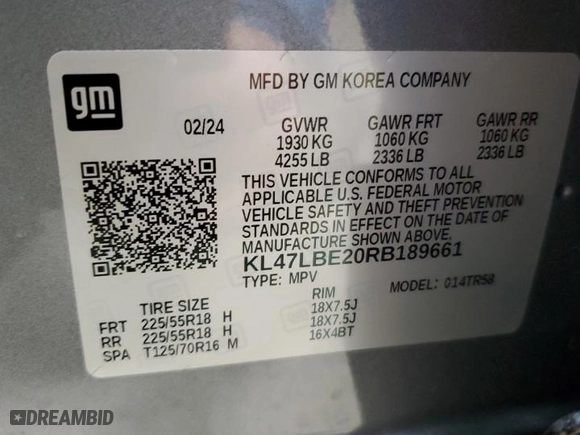 gm
MFD BY GM KOREA COMPANY
02/24 GVWR GAWR FRT GAWR RR
1930 KG 1060 KG 1060 KG
4255 LB 2336 LB 2336 LB
THIS VEHICLE CONFORMS TO ALL
APPLICABLE U.S. FEDERAL MOTOR
VEHICLE SAFETY AND THEFT PREVENTION
STANDARDS IN EFFECT ON THE DATE OF
MANUFACTURE SHOWN ABOVE.
KL47LBE20RB189661
TYPE: MPV MODEL: 014TR58
TIRE SIZE RIM
FRT 225/55R18 H 18X7.5J
RR 225/55R18 H 18X7.5J
SPA T125/70R16 M 16X4BT
DREAMBID